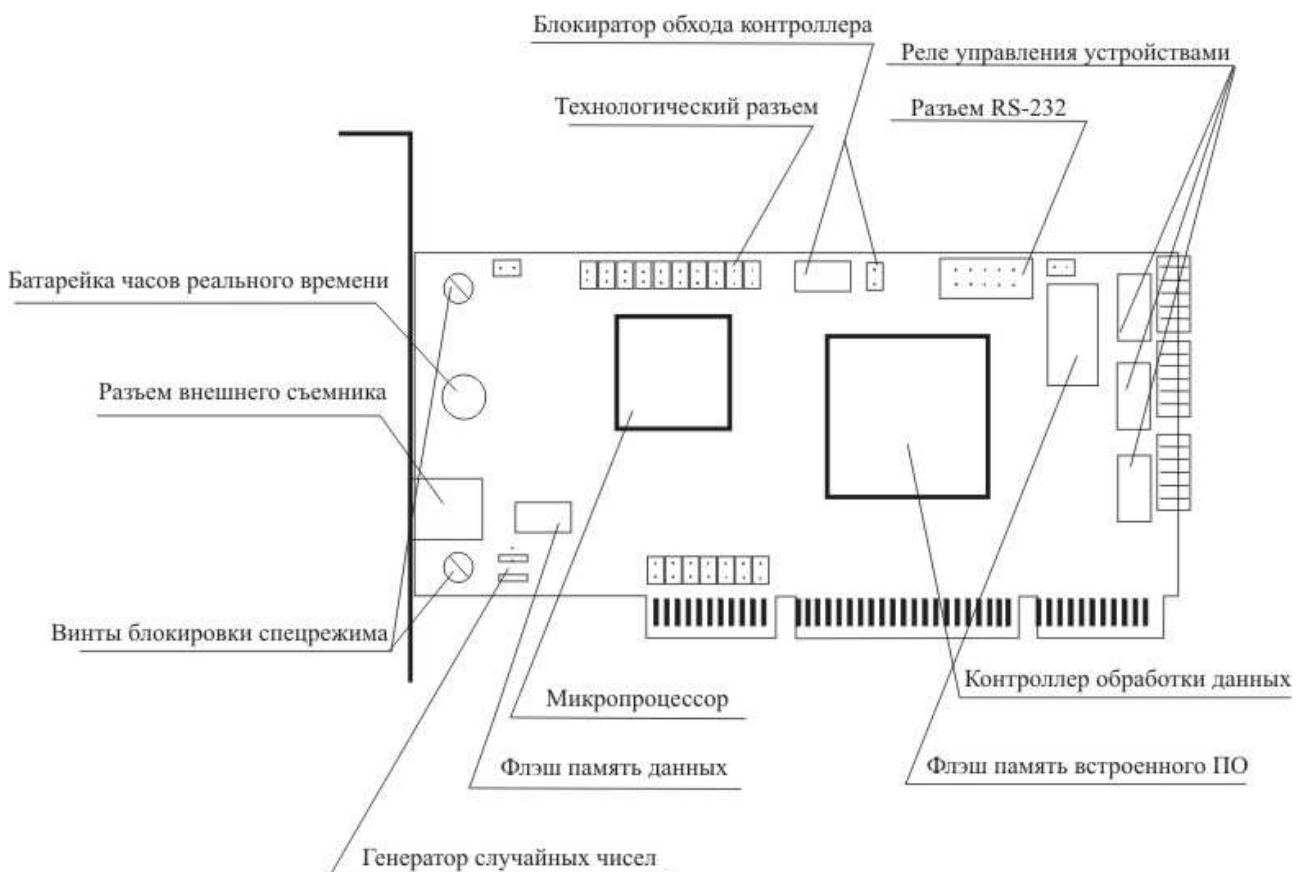 Блокиратор обхода контроллера
Реле управления устройствами
Технологический разъем
Разъем RS-232
Батарейка часов реального времени
Разъем внешнего съемника
Винты блокировки спецрежима
Контроллер обработки данных
Микропроцессор
Флэш память данных
Флэш память встроенного ПО
Генератор случайных чисел